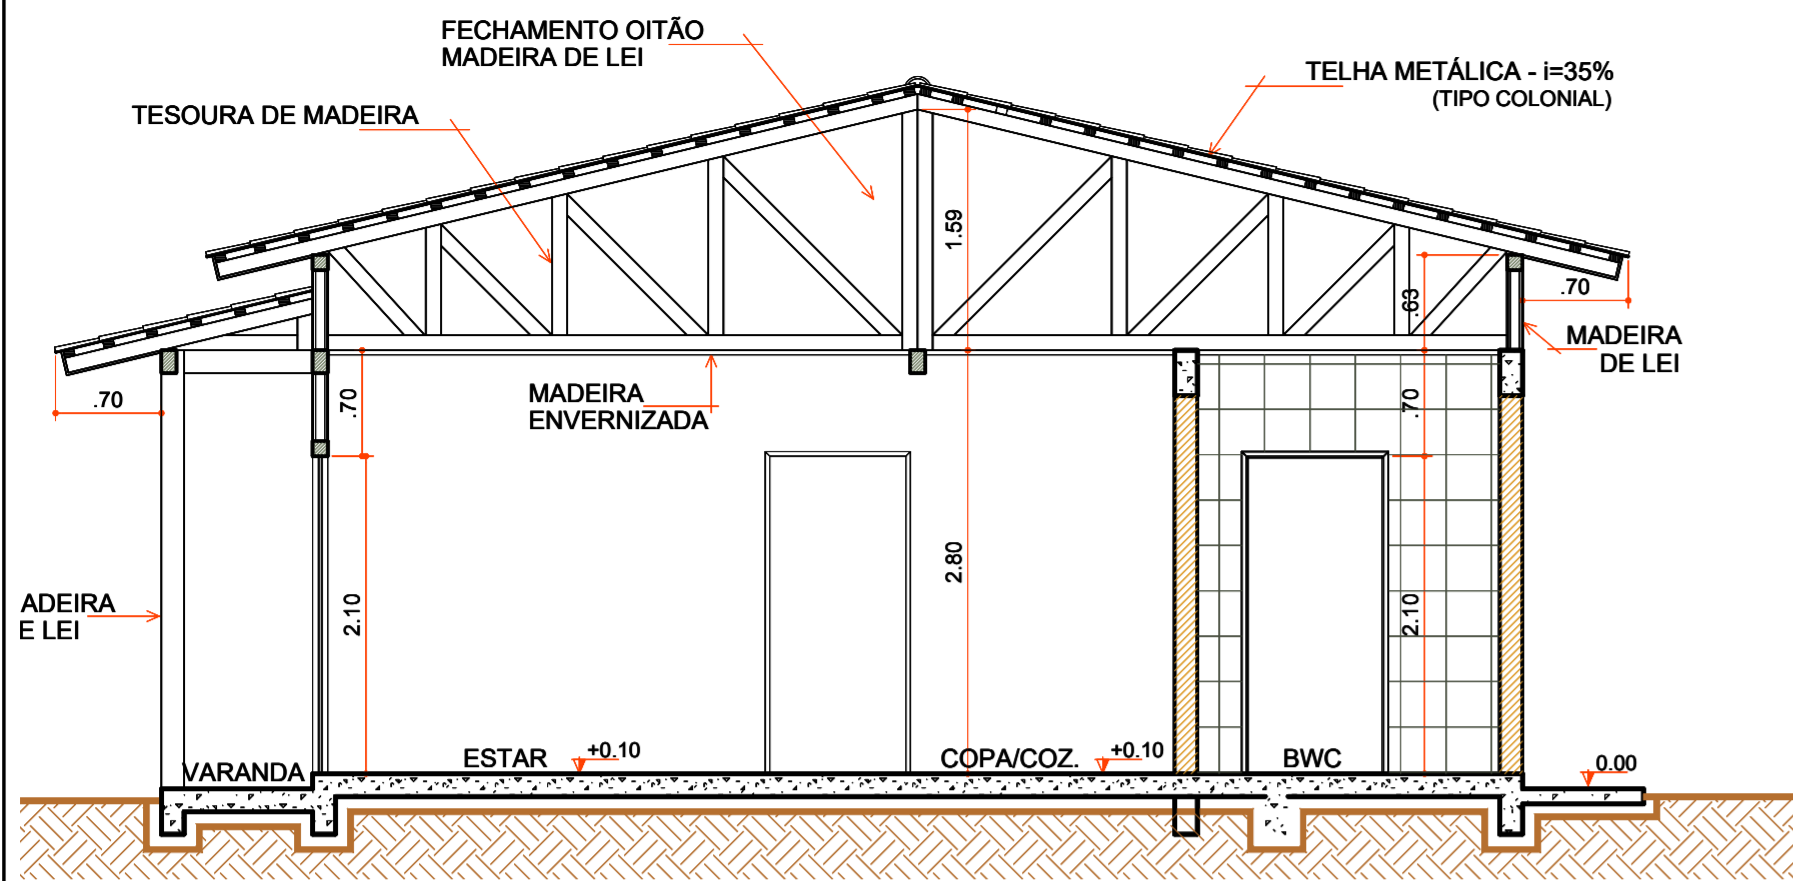 FECHAMENTO OITÃO
MADEIRA DE LEI
TELHA METÁLICA - i=35%
(TIPO COLONIAL)
TESOURA DE MADEIRA
1.59
.63
.70
MADEIRA
DE LEI
.70
.70
MADEIRA
ENVERNIZADA
.70
2.80
2.10
2.10
ADEIRA
E LEI
VARANDA
ESTAR
+0.10
COPA/COZ.
+0.10
BWC
0.00